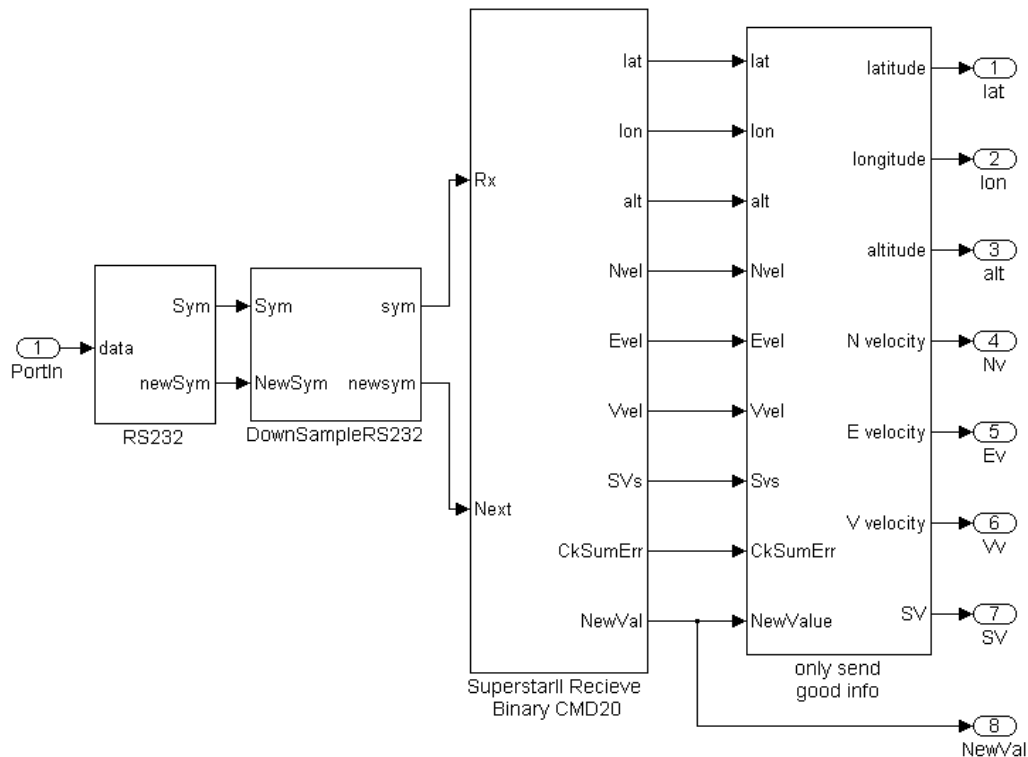 1
PortIn
data
Sym
newSym
RS232
Sym
NewSym
sym
newsym
DownSampleRS232
Rx
Next
lat
lon
alt
Nvel
Evel
Vvel
SVs
CkSumErr
NewVal
SuperstarII Recieve
Binary CMD20
lat
lon
alt
Nvel
Evel
Vvel
Svs
CkSumErr
NewValue
latitude
longitude
altitude
N velocity
E velocity
V velocity
SV
only send
good info
1
lat
2
lon
3
alt
4
Nv
5
Ev
6
Vv
7
SV
8
NewVal